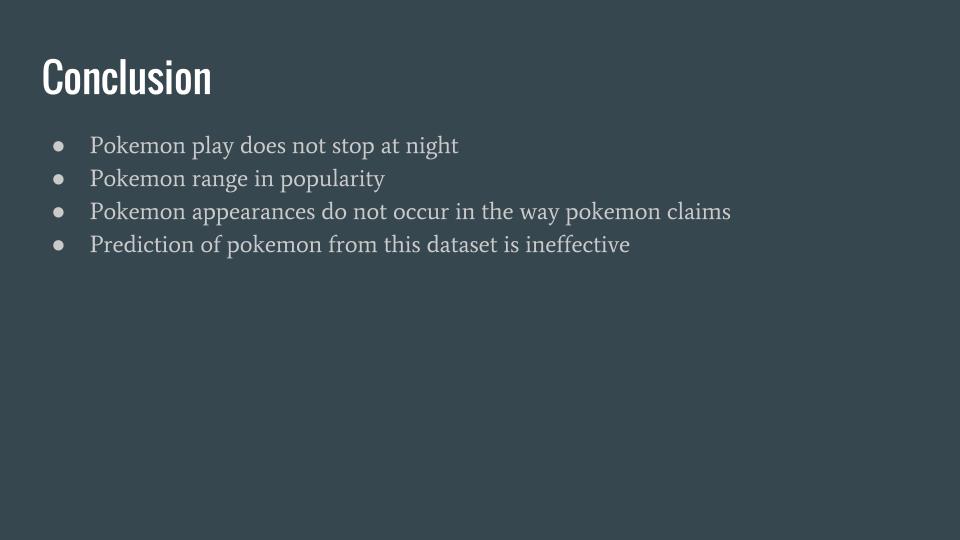 Conclusion
● Pokemon play does not stop at night
● Pokemon range in popularity
● Pokemon appearances do not occur in the way pokemon claims
● Prediction of pokemon from this dataset is ineffective